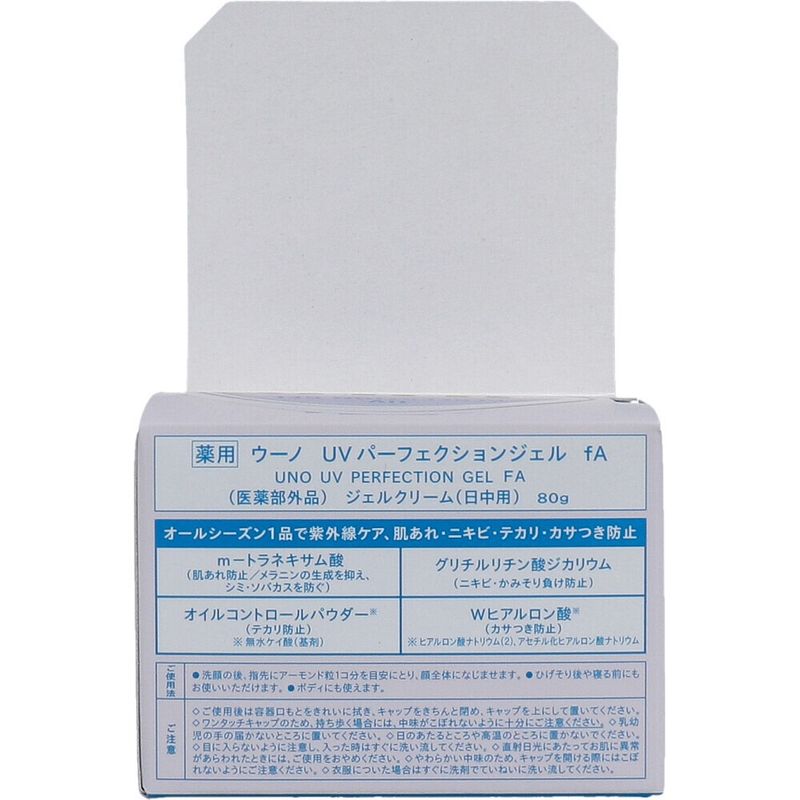 薬用 ウーノ UVパーフェクションジェル fA
UNO UV PERFECTION GEL FA
（医薬部外品） ジェルクリーム（日中用） 80g
オールシーズン1品で紫外線ケア、肌あれ・ニキビ・テカリ・カサつき防止
m－トラネキサム酸
（肌あれ防止／メラニンの生成を抑え、
シミ・ソバカスを防ぐ）
グリチルリチン酸ジカリウム
（ニキビ・かみそり負け防止）
オイルコントロールパウダー※
（テカリ防止）
※ 無水ケイ酸（基剤）
Wヒアルロン酸※
（カサつき防止）
※ ヒアルロン酸ナトリウム（2）、アセチル化ヒアルロン酸ナトリウム
ご使用法
●洗顔の後、指先にアーモンド粒1コ分を目安にとり、顔全体になじませます。●ひげそり後や寝る前にも
お使いいただけます。●ボディにも使えます。
ご注意
◇ご使用後は容器口もとをきれいに拭き、キャップをきちんと閉め、キャップを上にして置いてください。
◇ワンタッチキャップのため、持ち歩く場合には、中味がこぼれないように十分にご注意ください。◇乳幼
児の手の届かないところに置いてください。◇日のあたるところや高温のところに置かないでください。
◇目に入らないように注意し、入った時はすぐに洗い流してください。◇直射日光にあたってお肌に異常
があらわれたときには、ご使用をおやめください。◇やわらかい中味のため、キャップを開ける際にはこぼ
れないようにご注意ください。◇衣服についた場合はすぐに洗剤でていねいに洗い流してください。